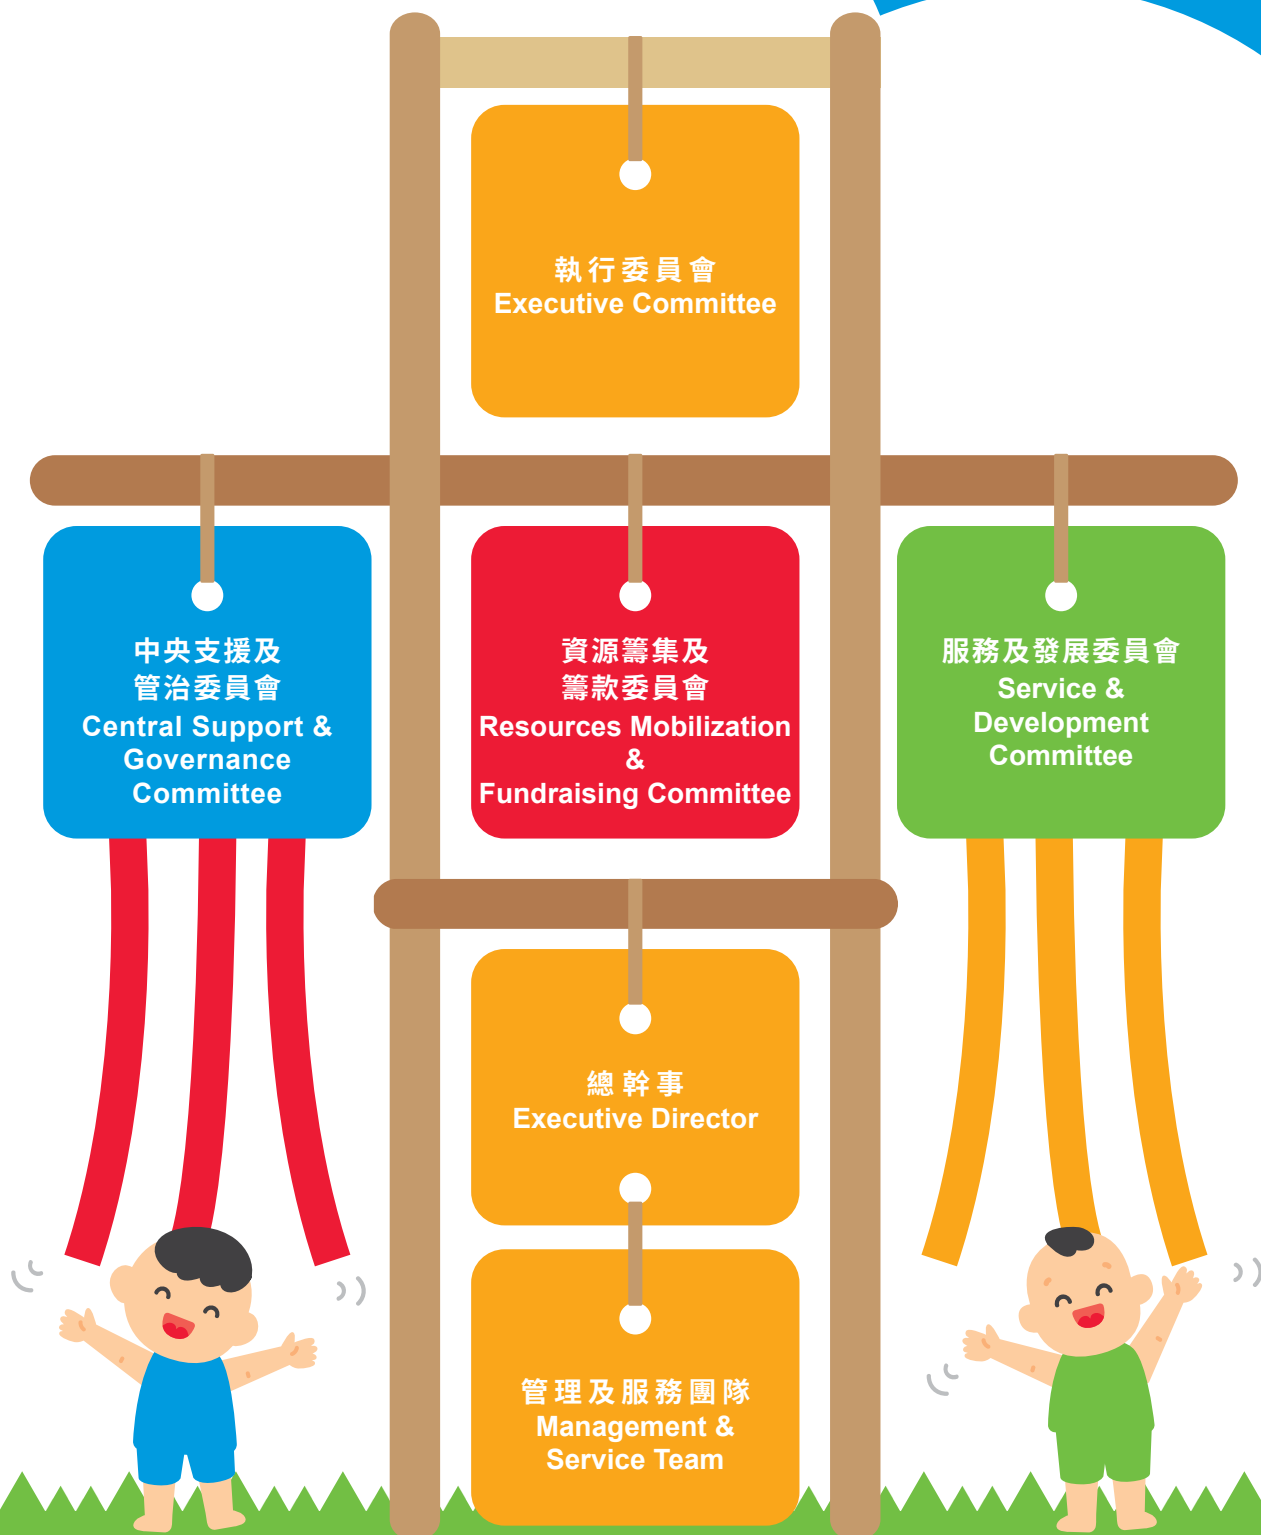 執行委員會
Executive Committee
中央支援及
管治委員會
Central Support &
Governance
Committee
資源籌集及
籌款委員會
Resources Mobilization
&
Fundraising Committee
服務及發展委員會
Service &
Development
Committee
總幹事
Executive Director
管理及服務團隊
Management &
Service Team